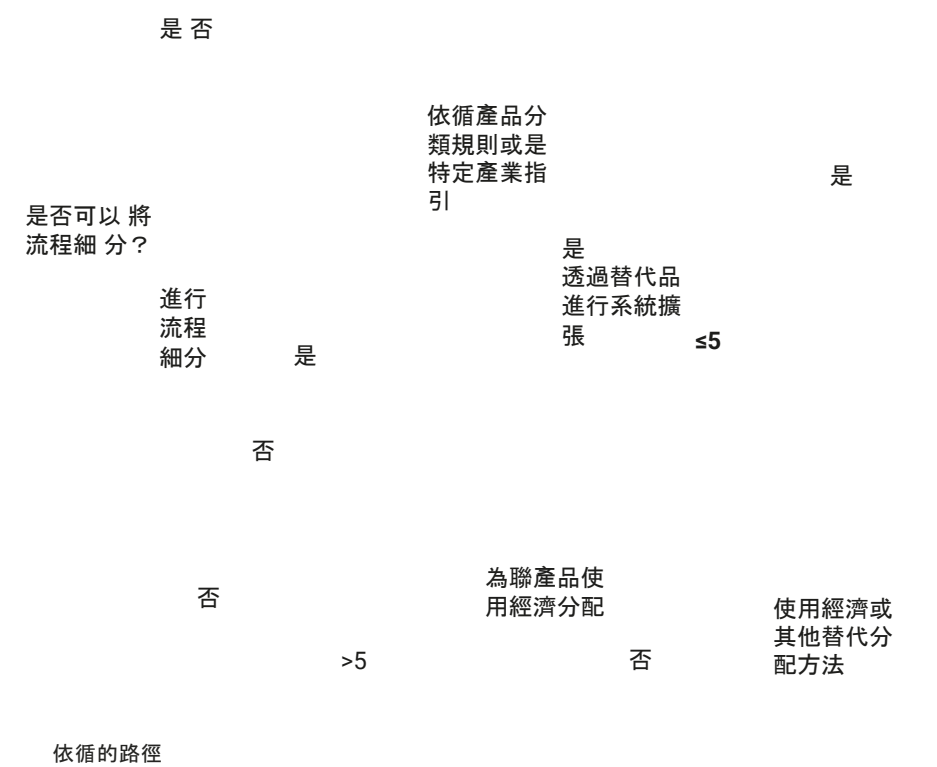 是 否
依循產品分
類規則或是
特定產業指
引
是
是否可以 將
流程細 分？
是
透過替代品
進行系統擴
張
≤5
進行
流程
細分
是
否
為聯產品使
用經濟分配
否
使用經濟或
其他替代分
配方法
>5
否
依循的路徑